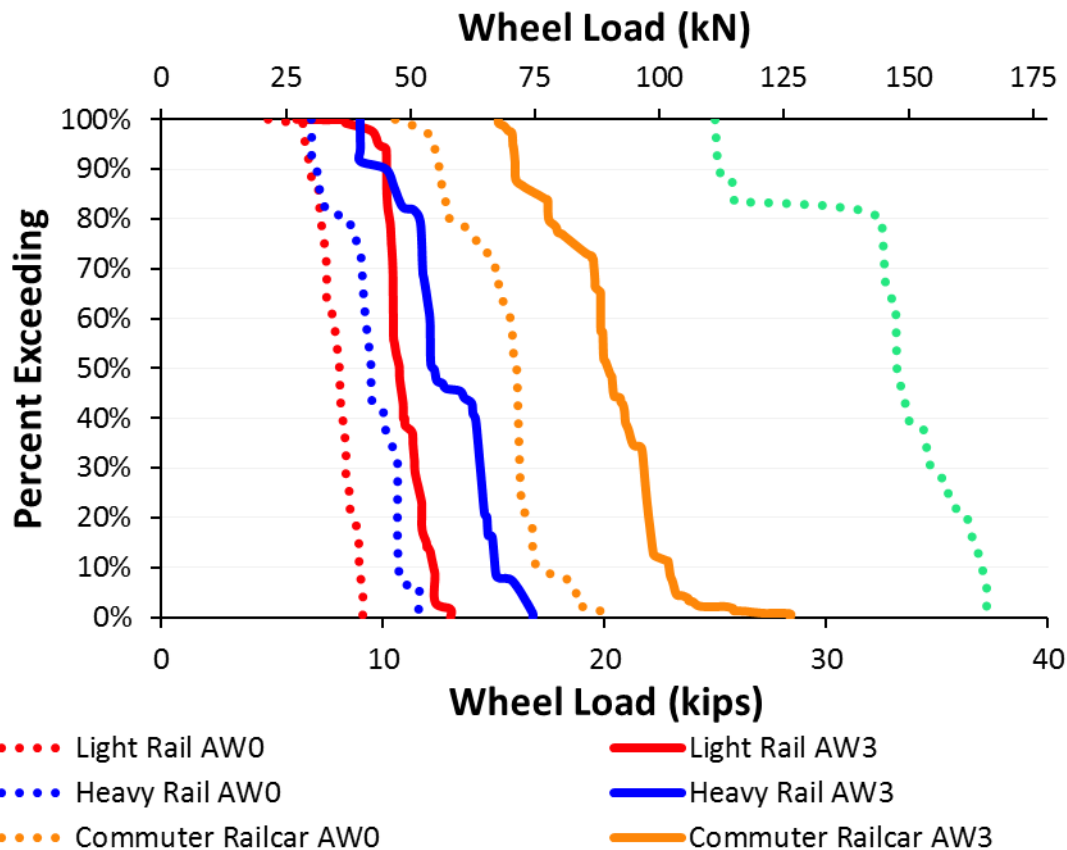 Wheel Load (kN)
0 25 50 75 100 125 150 175
100%
90%
80%
70%
60%
50%
40%
30%
20%
10%
0%
Percent Exceeding
0 10 20 30 40
Wheel Load (kips)
Light Rail AW0 Light Rail AW3
Heavy Rail AW0 Heavy Rail AW3
Commuter Railcar AW0 Commuter Railcar AW3